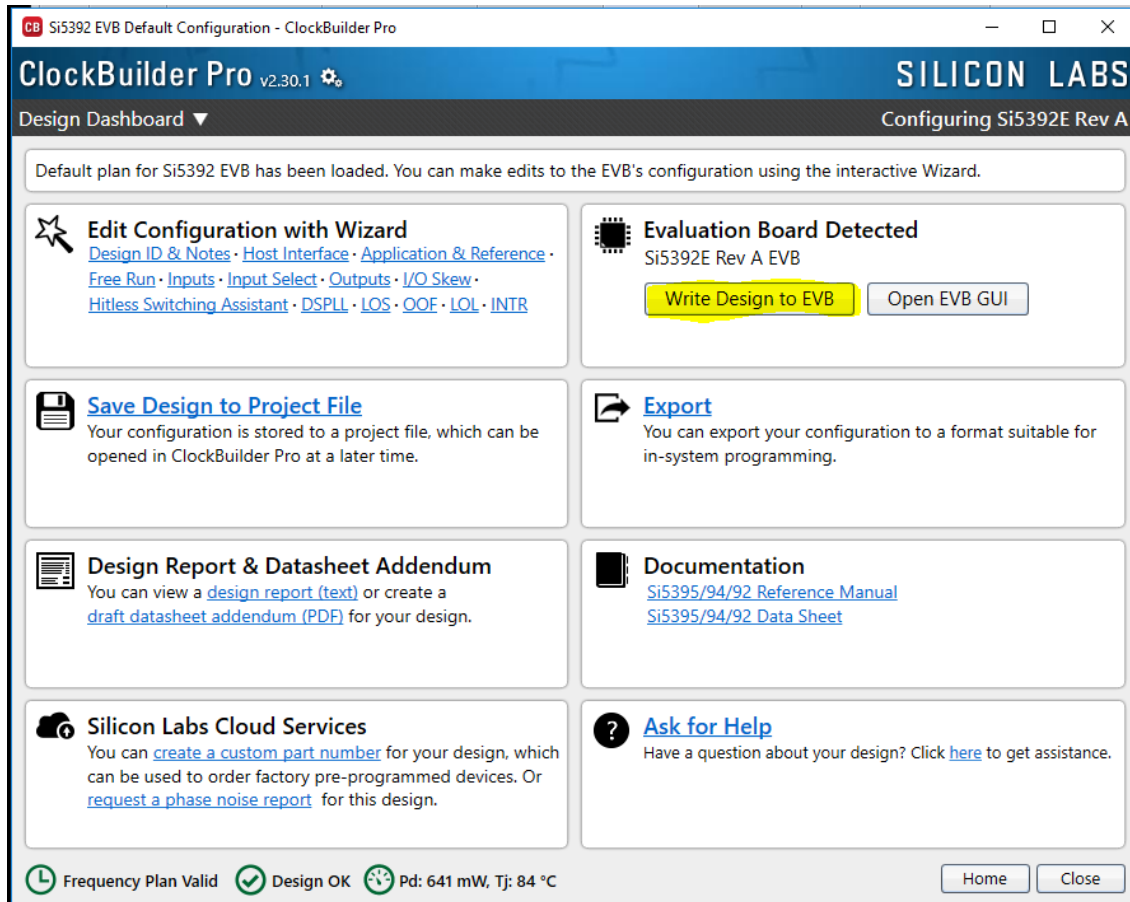 CB Si5392 EVB Default Configuration - ClockBuilder Pro
ClockBuilder Pro v2.30.1
SILICON LABS
Design Dashboard ▼
Configuring Si5392E Rev A
Default plan for Si5392 EVB has been loaded. You can make edits to the EVB's configuration using the interactive Wizard.
Edit Configuration with Wizard
Design ID & Notes · Host Interface · Application & Reference ·
Free Run · Inputs · Input Select · Outputs · I/O Skew ·
Hitless Switching Assistant · DSPLL · LOS · OOF · LOL · INTR
Evaluation Board Detected
Si5392E Rev A EVB
Write Design to EVB
Open EVB GUI
Save Design to Project File
Your configuration is stored to a project file, which can be
opened in ClockBuilder Pro at a later time.
Export
You can export your configuration to a format suitable for
in-system programming.
Design Report & Datasheet Addendum
You can view a design report (text) or create a
draft datasheet addendum (PDF) for your design.
Documentation
Si5395/94/92 Reference Manual
Si5395/94/92 Data Sheet
Silicon Labs Cloud Services
You can create a custom part number for your design, which
can be used to order factory pre-programmed devices. Or
request a phase noise report for this design.
? Ask for Help
Have a question about your design? Click here to get assistance.
Frequency Plan Valid
Design OK
Pd: 641 mW, Tj: 84 °C
Home
Close